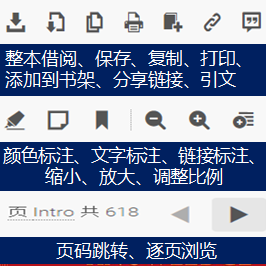 整本借阅、保存、复制、打印、
添加到书架、分享链接、引文
颜色标注、文字标注、链接标注、
缩小、放大、调整比例
页 Intro 共 618
页码跳转、逐页浏览